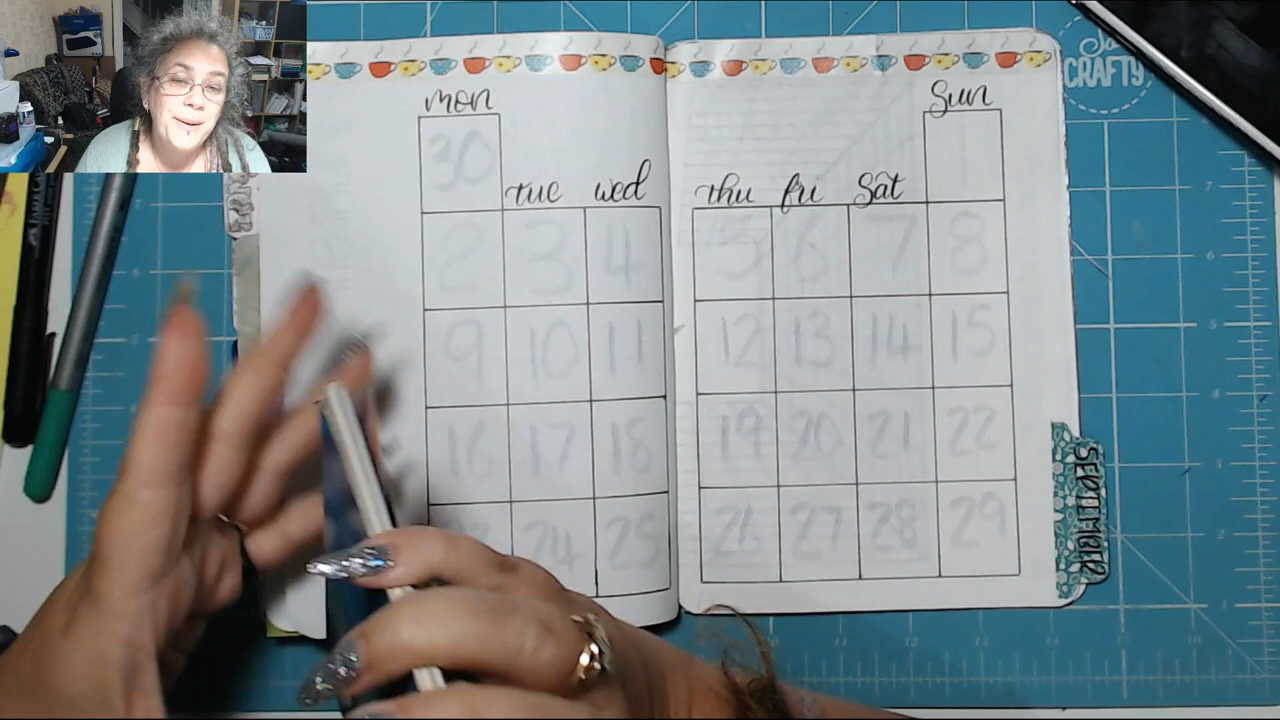 mon
Sun
30
tue wed
thu fri Sat
2 3 4 5 6 7 8
9 10 11 12 13 14 15
16 17 18 19 20 21 22
24 25 26 27 28 29
SEPTEMBER
CRAFTY